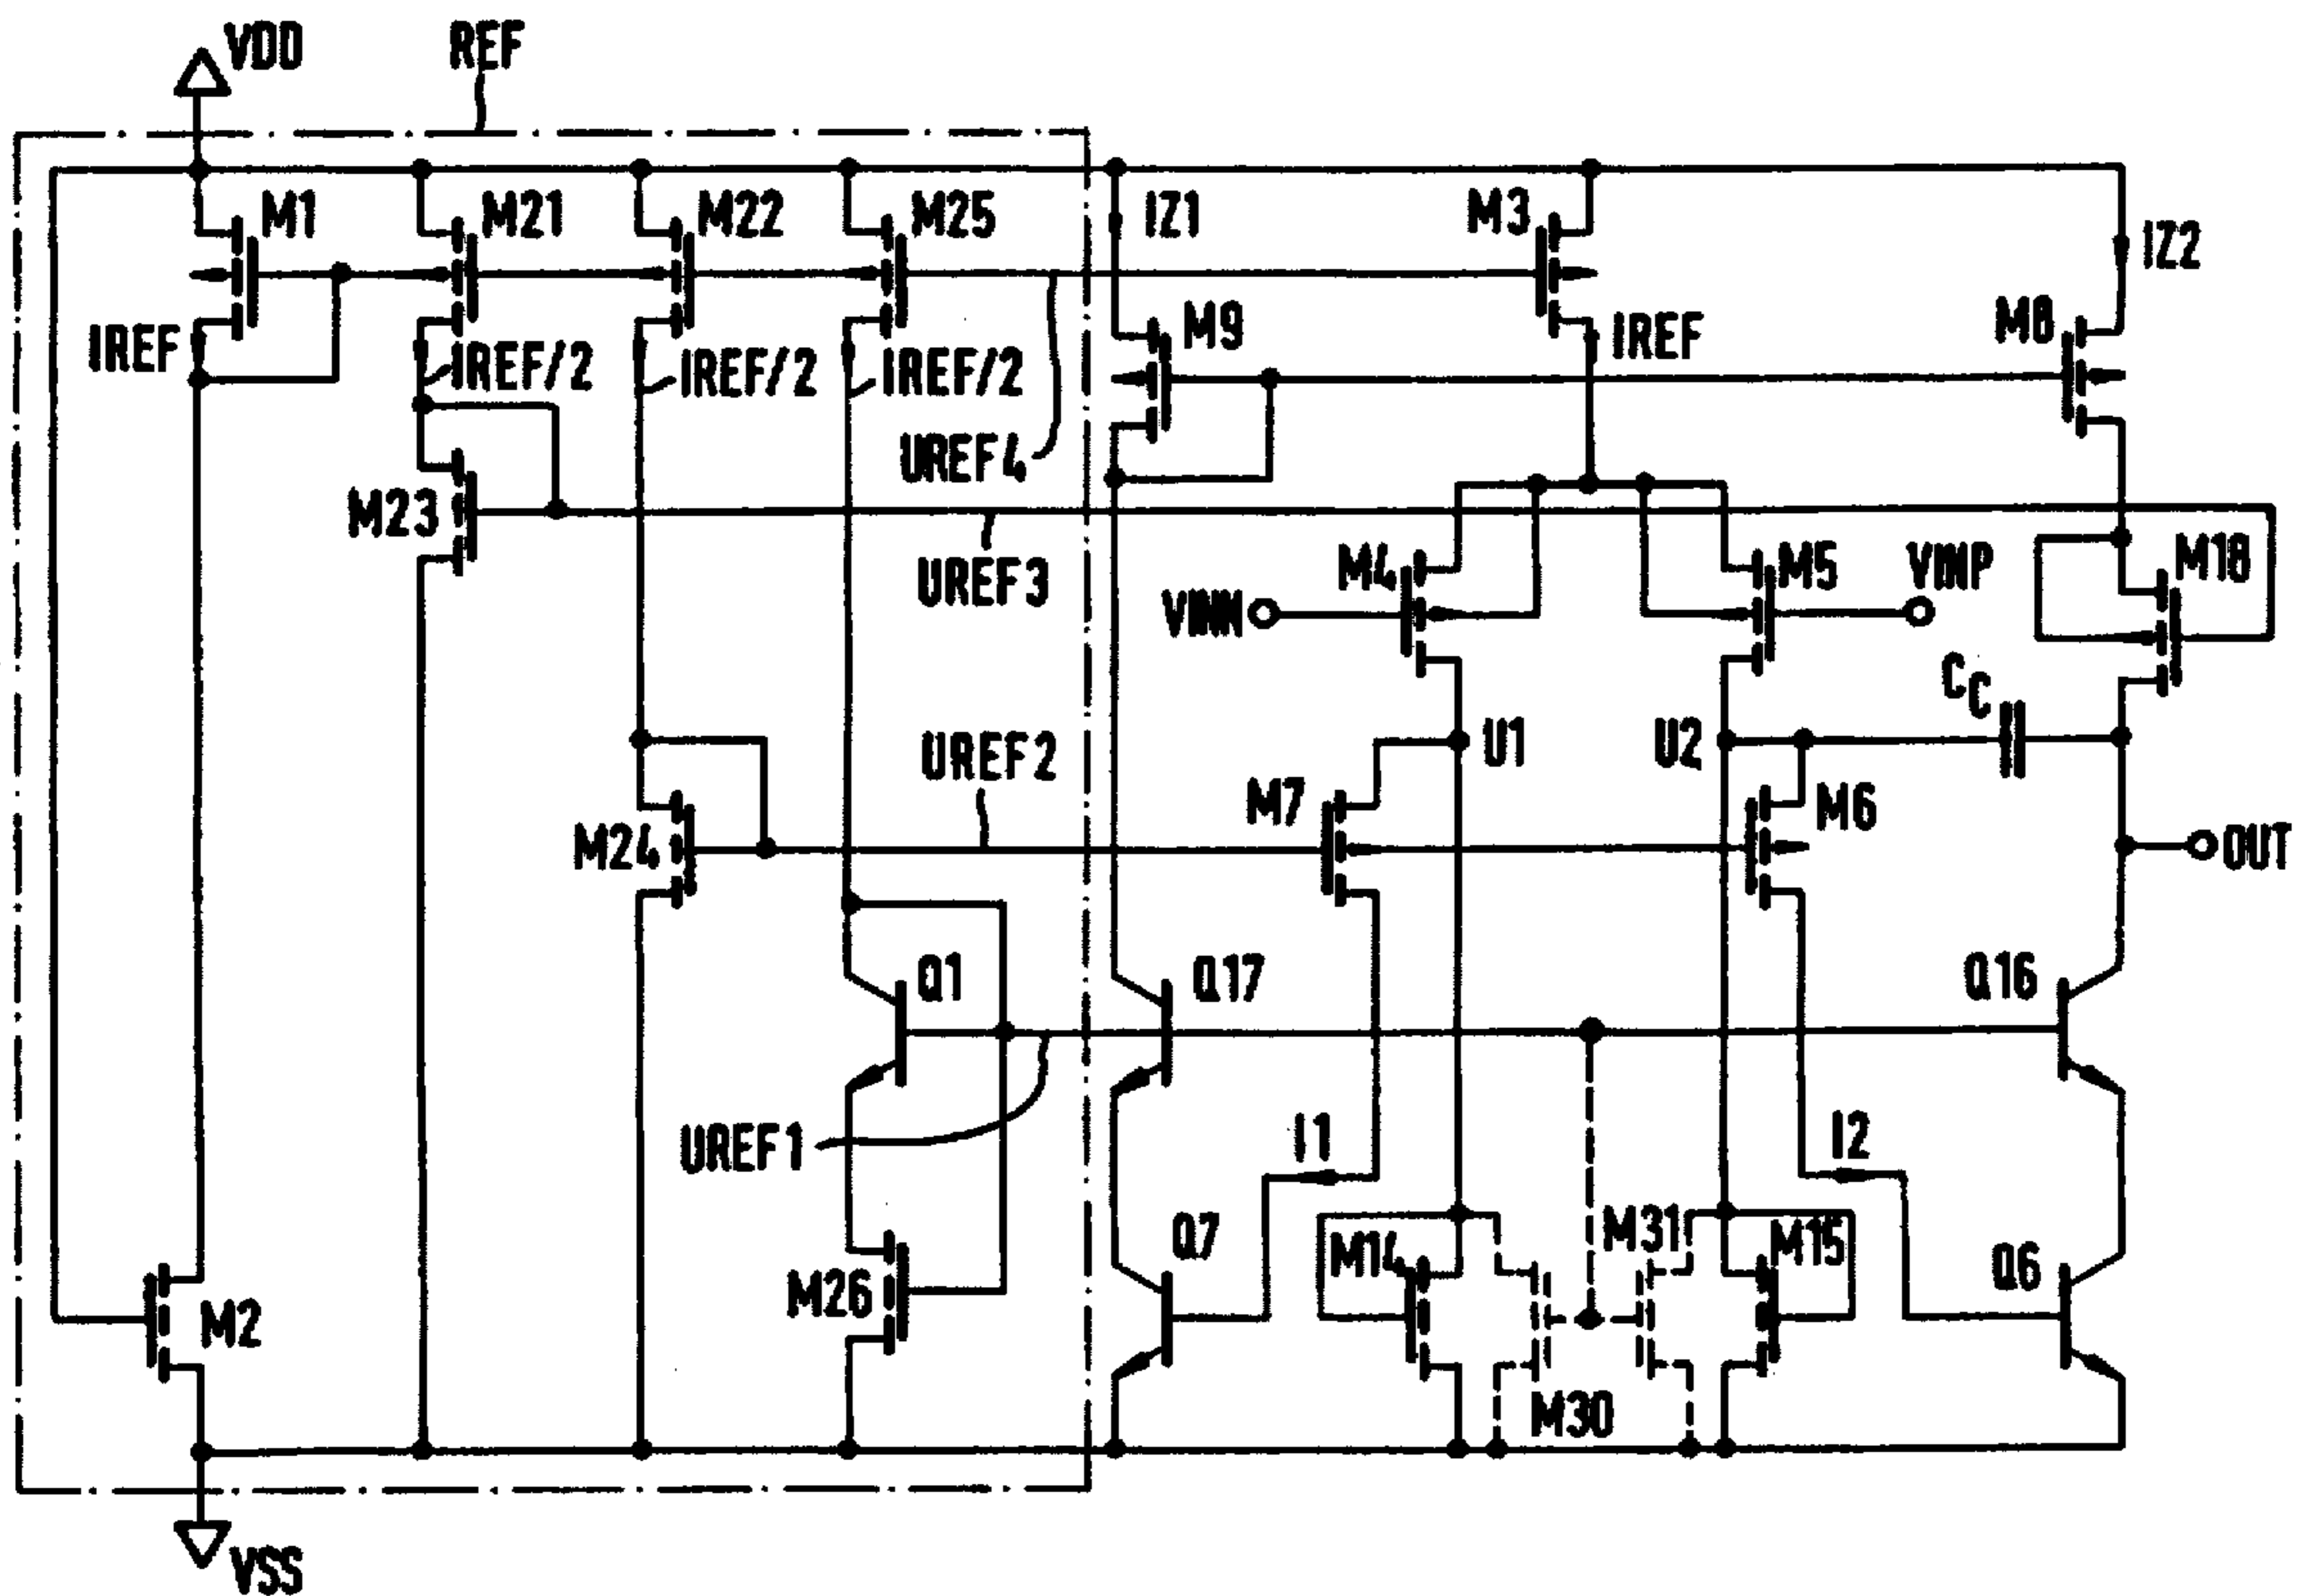 VDD
REF
M1
M21
M22
M25
IZ1
M3
IZ2
IREF
IREF/2
IREF/2
IREF/2
M9
IREF
M8
UREF4
M23
UREF3
M4
M5
VINP
M18
VINN
CC
UREF2
U1
U2
M24
M7
M6
OUT
Q1
Q17
Q16
UREF1
I1
I2
M26
Q7
M14
M31
M15
Q6
M2
M30
VSS